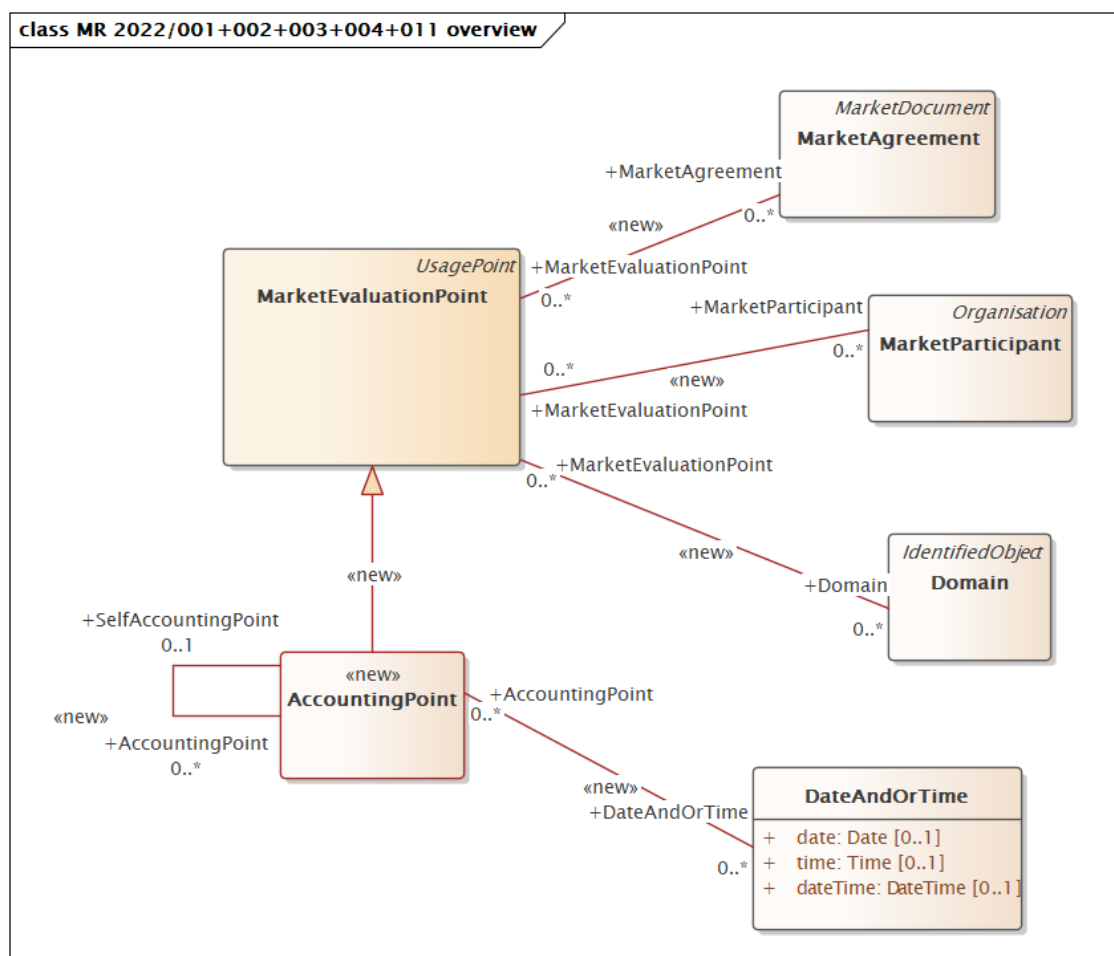 class MR 2022/001+002+003+004+011 overview
MarketDocument
MarketAgreement
+MarketAgreement
0..*
«new»
UsagePoint
MarketEvaluationPoint
+MarketEvaluationPoint
0..*
+MarketParticipant
Organisation
MarketParticipant
0..*
0..*
«new»
+MarketEvaluationPoint
+MarketEvaluationPoint
0..*
«new»
IdentifiedObject
Domain
+Domain
0..*
«new»
+SelfAccountingPoint
0..1
«new»
AccountingPoint
+AccountingPoint
0..*
«new»
+AccountingPoint
0..*
«new»
+DateAndOrTime
0..*
DateAndOrTime
+ date: Date [0..1]
+ time: Time [0..1]
+ dateTime: DateTime [0..1]